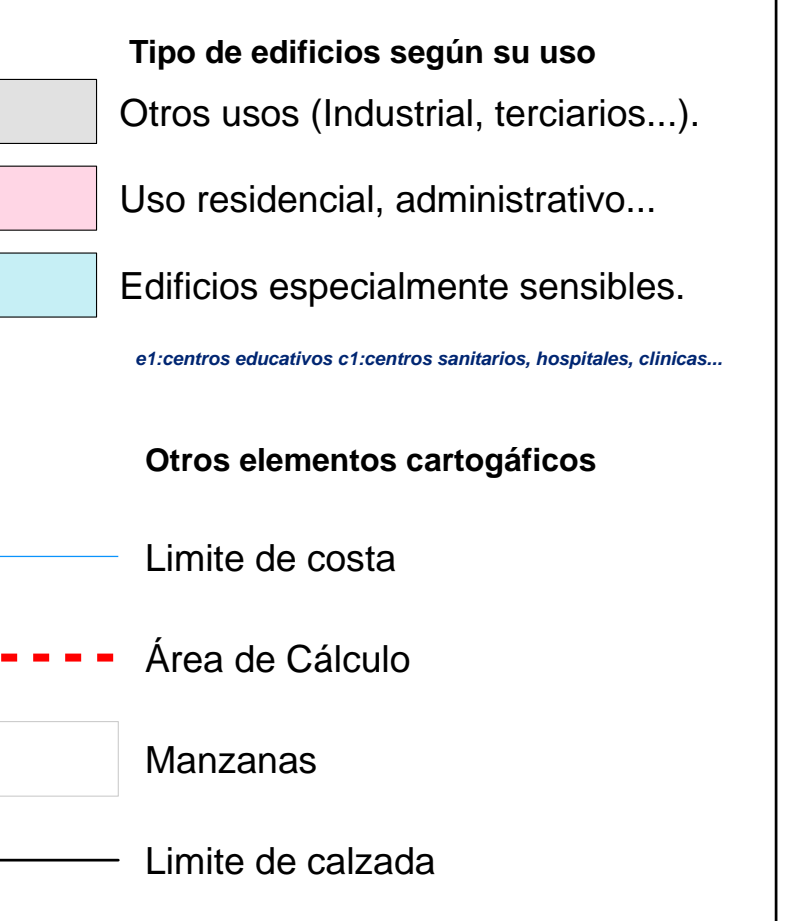 Tipo de edificios según su uso
Otros usos (Industrial, terciarios...).
Uso residencial, administrativo...
Edificios especialmente sensibles.
e1:centros educativos c1:centros sanitarios, hospitales, clinicas...
Otros elementos cartogáficos
Limite de costa
Área de Cálculo
Manzanas
Limite de calzada